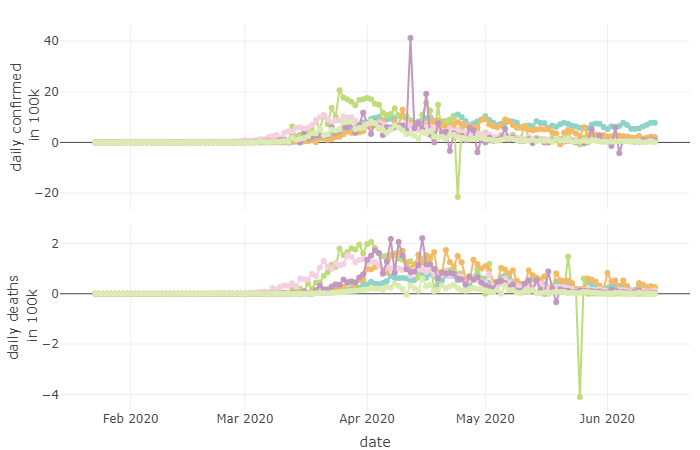 40
20
0
−20
daily confirmed
in 100k
2
0
−2
−4
daily deaths
in 100k
Feb 2020
Mar 2020
Apr 2020
May 2020
Jun 2020
date